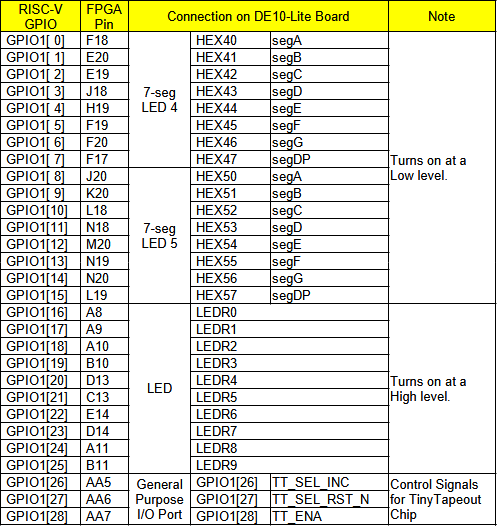 RISC-V GPIO FPGA Pin Connection on DE10-Lite Board Note
GPIO1[ 0] F18 7-seg LED 4 HEX40 segA Turns on at a Low level.
GPIO1[ 1] E20 HEX41 segB
GPIO1[ 2] E19 HEX42 segC
GPIO1[ 3] J18 HEX43 segD
GPIO1[ 4] H19 HEX44 segE
GPIO1[ 5] F19 HEX45 segF
GPIO1[ 6] F20 HEX46 segG
GPIO1[ 7] F17 HEX47 segDP
GPIO1[ 8] J20 7-seg LED 5 HEX50 segA
GPIO1[ 9] K20 HEX51 segB
GPIO1[10] L18 HEX52 segC
GPIO1[11] N18 HEX53 segD
GPIO1[12] M20 HEX54 segE
GPIO1[13] N19 HEX55 segF
GPIO1[14] N20 HEX56 segG
GPIO1[15] L19 HEX57 segDP
GPIO1[16] A8 LED LEDR0 Turns on at a High level.
GPIO1[17] A9 LEDR1
GPIO1[18] A10 LEDR2
GPIO1[19] B10 LEDR3
GPIO1[20] D13 LEDR4
GPIO1[21] C13 LEDR5
GPIO1[22] E14 LEDR6
GPIO1[23] D14 LEDR7
GPIO1[24] A11 LEDR8
GPIO1[25] B11 LEDR9
GPIO1[26] AA5 General Purpose I/O Port GPIO1[26] TT_SEL_INC Control Signals for TinyTapeout Chip
GPIO1[27] AA6 GPIO1[27] TT_SEL_RST_N
GPIO1[28] AA7 GPIO1[28] TT_ENA